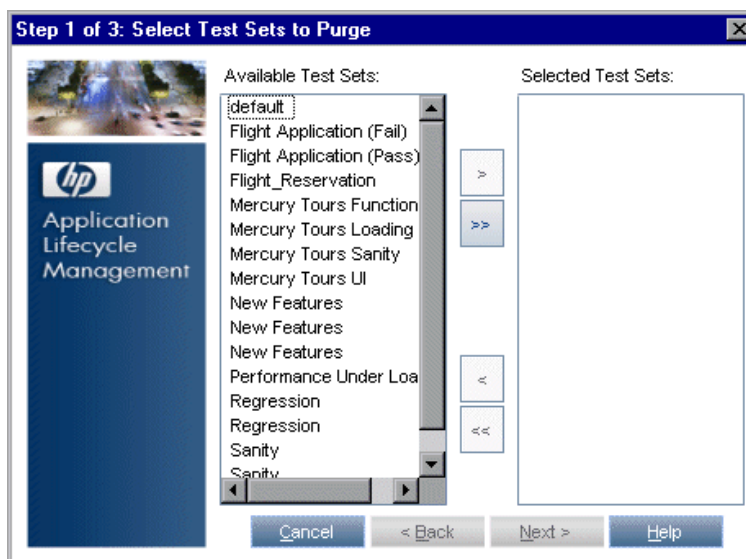 Step 1 of 3: Select Test Sets to Purge
Available Test Sets:
Selected Test Sets:
hp
Application
Lifecycle
Management
default
Flight Application (Fail)
Flight Application (Pass)
Flight_Reservation
Mercury Tours Function
Mercury Tours Loading
Mercury Tours Sanity
Mercury Tours UI
New Features
New Features
New Features
Performance Under Loa
Regression
Regression
Sanity
Sanity
>
>>
<
<<
Cancel
< Back
Next >
Help